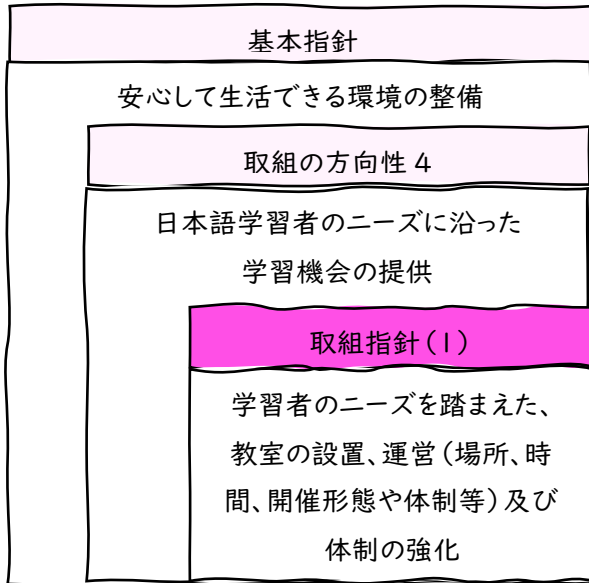 基本指針
安心して生活できる環境の整備
取組の方向性4
日本語学習者のニーズに沿った
学習機会の提供
取組指針(1)
学習者のニーズを踏まえた、
教室の設置、運営(場所、時
間、開催形態や体制等)及び
体制の強化